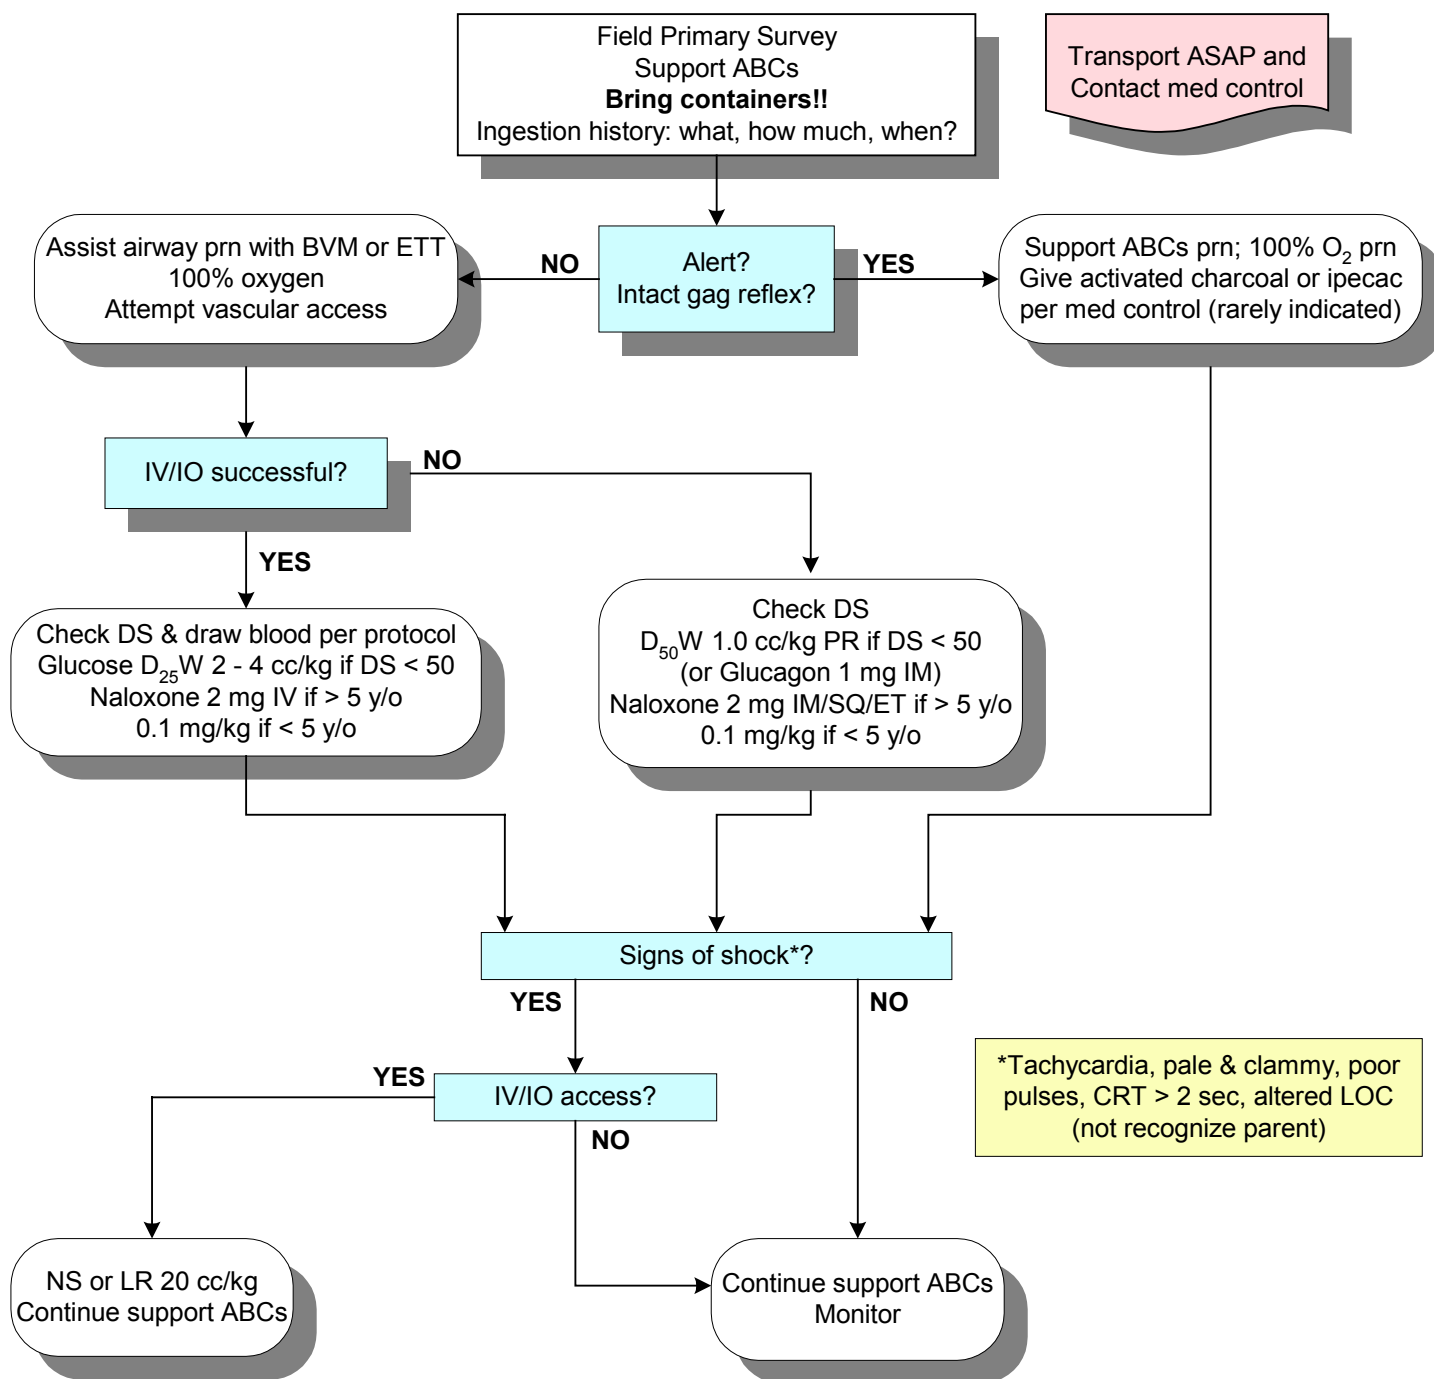 Field Primary Survey
Support ABCs
Bring containers!!
Ingestion history: what, how much, when?
Transport ASAP and
Contact med control
Assist airway prn with BVM or ETT
100% oxygen
Attempt vascular access
NO
Alert?
Intact gag reflex?
YES
Support ABCs prn; 100% O₂ prn
Give activated charcoal or ipecac
per med control (rarely indicated)
IV/IO successful?
NO
YES
Check DS & draw blood per protocol
Glucose D₂₅W 2 - 4 cc/kg if DS < 50
Naloxone 2 mg IV if > 5 y/o
0.1 mg/kg if < 5 y/o
Check DS
D₅₀W 1.0 cc/kg PR if DS < 50
(or Glucagon 1 mg IM)
Naloxone 2 mg IM/SQ/ET if > 5 y/o
0.1 mg/kg if < 5 y/o
Signs of shock*?
YES
NO
YES
IV/IO access?
NO
*Tachycardia, pale & clammy, poor
pulses, CRT > 2 sec, altered LOC
(not recognize parent)
NS or LR 20 cc/kg
Continue support ABCs
Continue support ABCs
Monitor